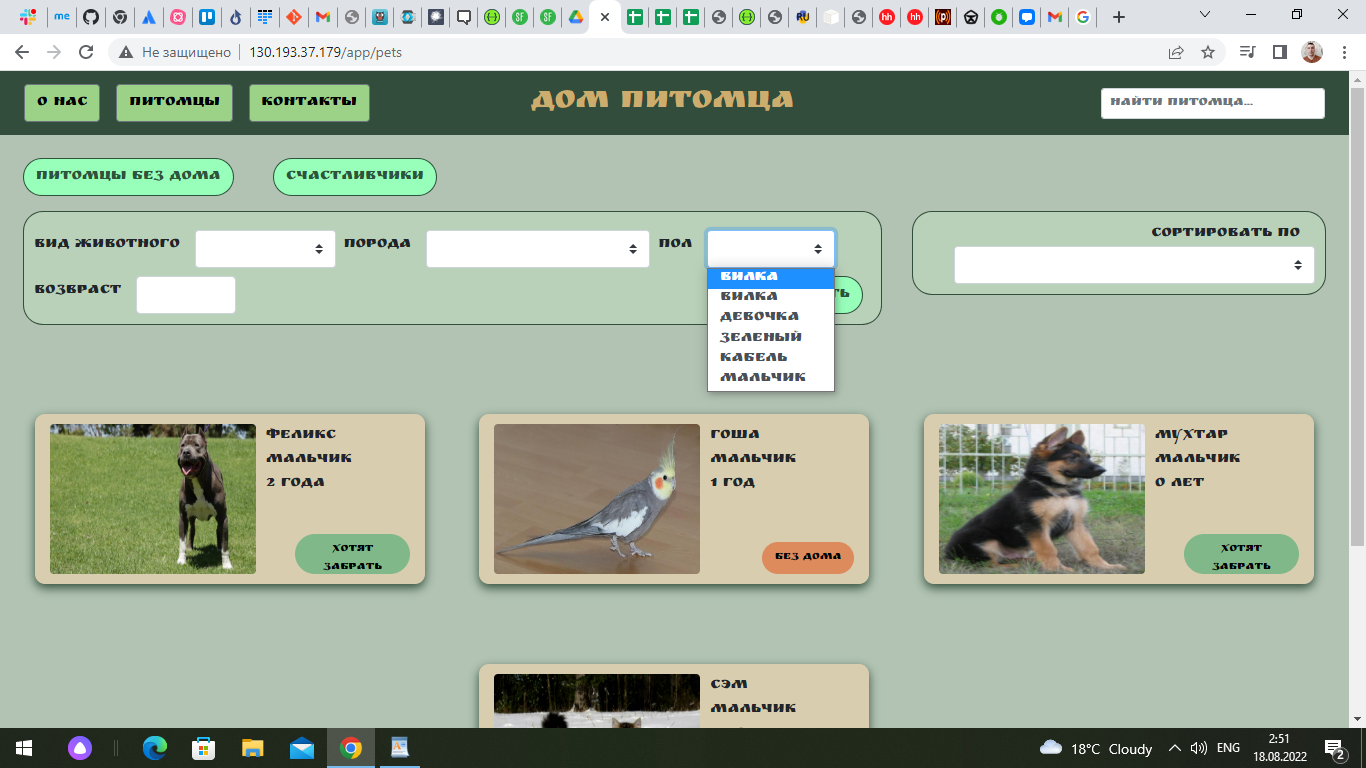 Не защищено
130.193.37.179/app/pets
О НАС
ПИТОМЦЫ
КОНТАКТЫ
ДОМ ПИТОМЦА
НАЙТИ ПИТОМЦА...
ПИТОМЦЫ БЕЗ ДОМА
СЧАСТЛИВЧИКИ
ВИД ЖИВОТНОГО
ПОРОДА
ПОЛ
СОРТИРОВАТЬ ПО
ВОЗВРАСТ
ВИЛКА
ВИЛКА
ДЕВОЧКА
ЗЕЛЕНЫЙ
КАБЕЛЬ
МАЛЬЧИК
ФЕЛИКС
МАЛЬЧИК
2 ГОДА
ХОТЯТ
ЗАБРАТЬ
ГОША
МАЛЬЧИК
1 ГОД
БЕЗ ДОМА
МУХТАР
МАЛЬЧИК
0 ЛЕТ
ХОТЯТ
ЗАБРАТЬ
СЭМ
МАЛЬЧИК
18°C Cloudy
ENG
2:51
18.08.2022
2